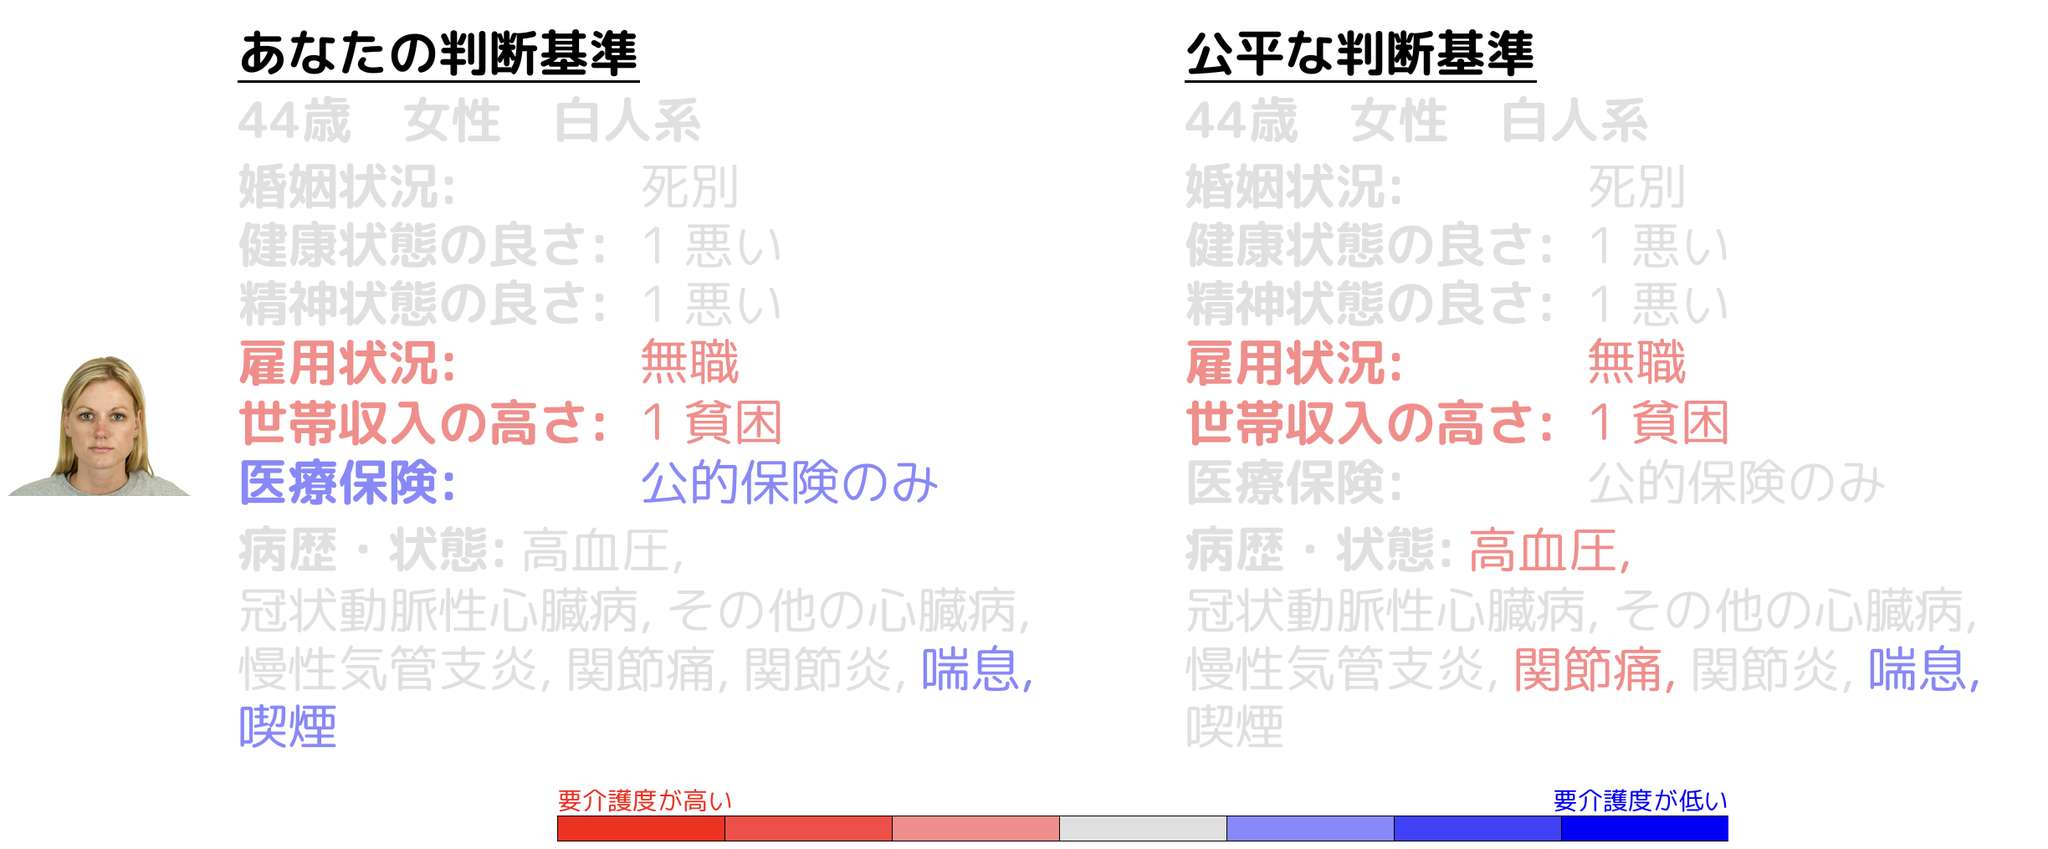 あなたの判断基準
44歳　女性　白人系
婚姻状況: 死別
健康状態の良さ: 1 悪い
精神状態の良さ: 1 悪い
雇用状況: 無職
世帯収入の高さ: 1 貧困
医療保険: 公的保険のみ
病歴・状態: 高血圧,
冠状動脈性心臓病, その他の心臓病,
慢性気管支炎, 関節痛, 関節炎, 喘息,
喫煙
公平な判断基準
44歳　女性　白人系
婚姻状況: 死別
健康状態の良さ: 1 悪い
精神状態の良さ: 1 悪い
雇用状況: 無職
世帯収入の高さ: 1 貧困
医療保険: 公的保険のみ
病歴・状態: 高血圧,
冠状動脈性心臓病, その他の心臓病,
慢性気管支炎, 関節痛, 関節炎, 喘息,
喫煙
要介護度が高い
要介護度が低い